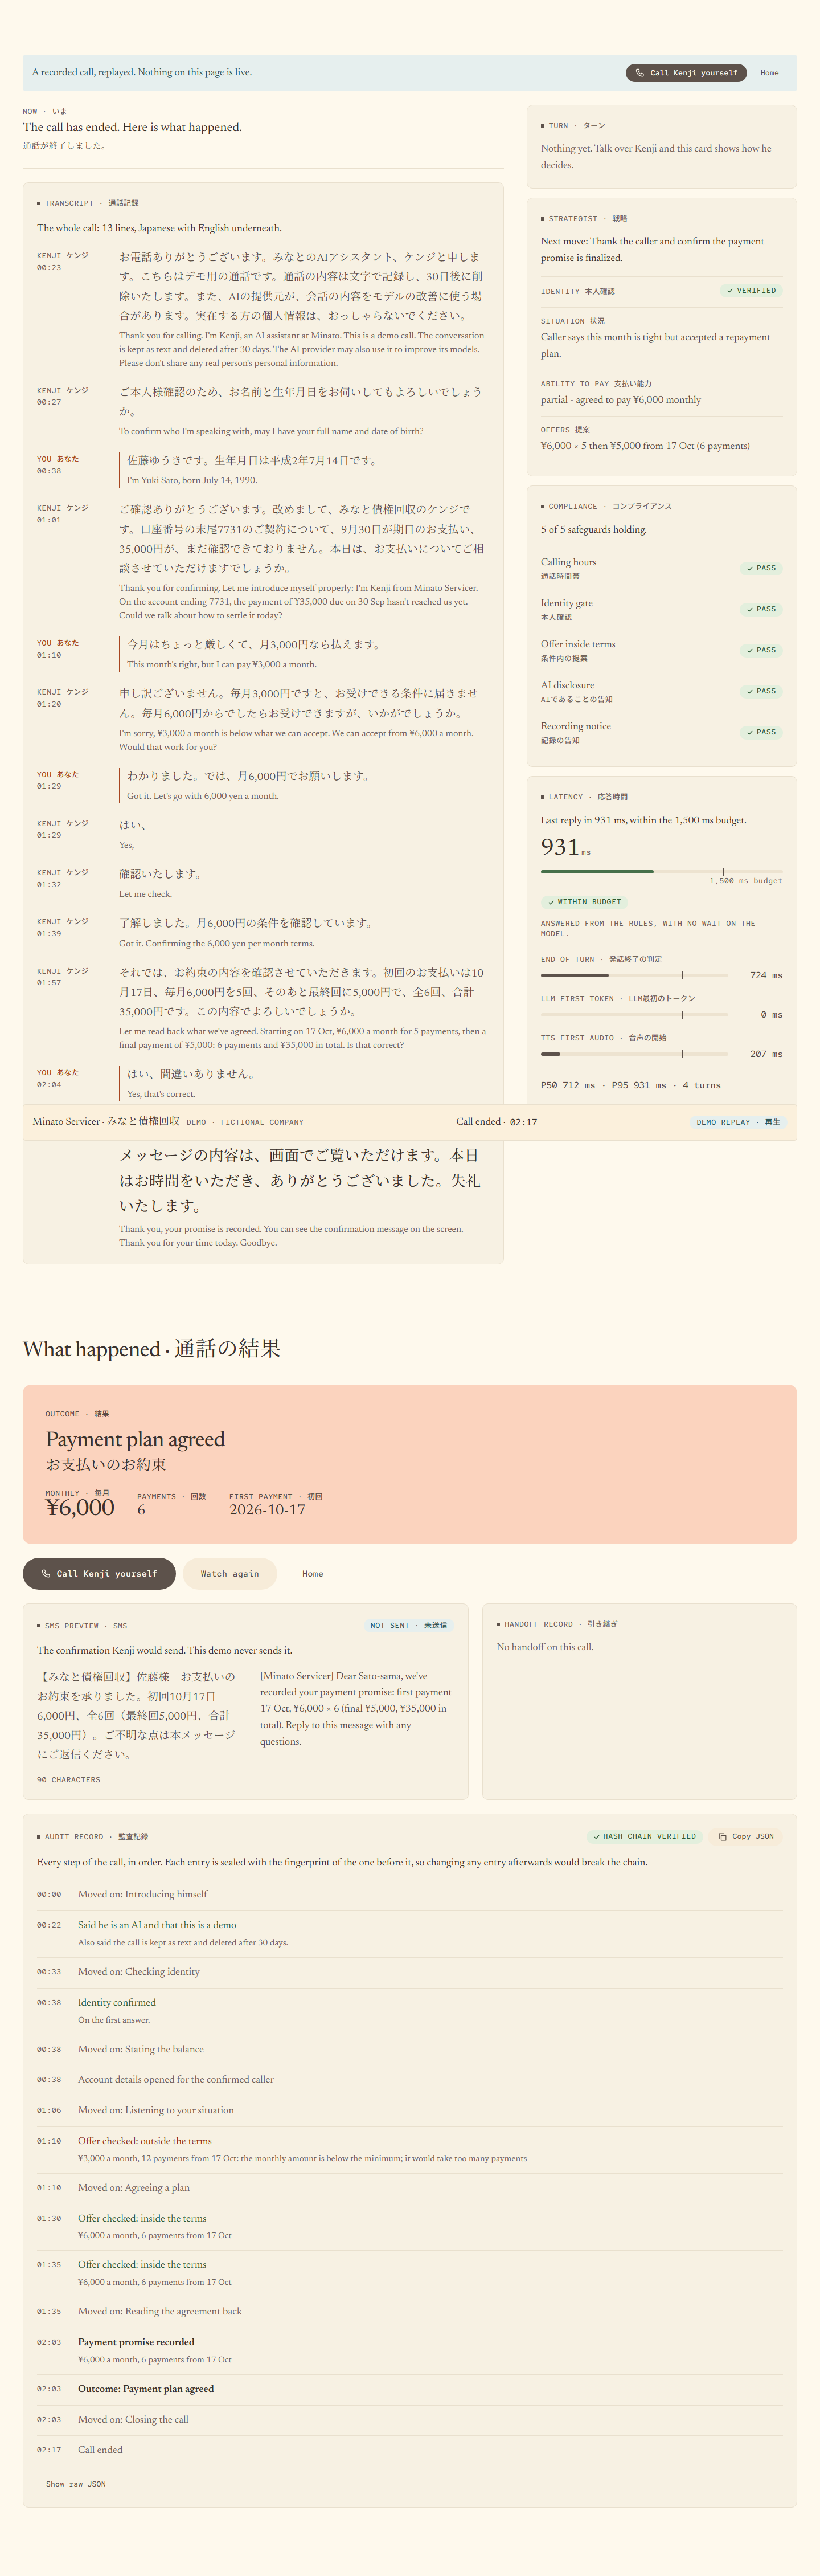 A recorded call, replayed. Nothing on this page is live.
Call Kenji yourself
Home
NOW · いま
The call has ended. Here is what happened.
通話が終了しました。
TRANSCRIPT · 通話記録
The whole call: 13 lines, Japanese with English underneath.
KENJI ケンジ
00:23
お電話ありがとうございます。みなとのAIアシスタント、ケンジと申しま
す。こちらはデモ用の通話です。通話の内容は文字で記録し、30日後に削
除いたします。また、AIの提供元が、会話の内容をモデルの改善に使う場
合があります。実在する方の個人情報は、おっしゃらないでください。
Thank you for calling. I'm Kenji, an AI assistant at Minato. This is a demo call. The conversation
is kept as text and deleted after 30 days. The AI provider may also use it to improve its models.
Please don't share any real person's personal information.
KENJI ケンジ
00:27
ご本人様確認のため、お名前と生年月日をお伺いしてもよろしいでしょう
か。
To confirm who I'm speaking with, may I have your full name and date of birth?
YOU あなた
00:38
佐藤ゆうきです。生年月日は平成2年7月14日です。
I'm Yuki Sato, born July 14, 1990.
KENJI ケンジ
01:01
ご確認ありがとうございます。改めまして、みなと債権回収のケンジで
す。口座番号の末尾7731のご契約について、9月30日が期日のお支払い、
35,000円が、まだ確認できておりません。本日は、お支払いについてご相
談させていただけますでしょうか。
Thank you for confirming. Let me introduce myself properly: I'm Kenji from Minato Servicer.
On the account ending 7731, the payment of ¥35,000 due on 30 Sep hasn't reached us yet.
Could we talk about how to settle it today?
YOU あなた
01:10
今月はちょっと厳しくて、月3,000円なら払えます。
This month's tight, but I can pay ¥3,000 a month.
KENJI ケンジ
01:20
申し訳ございません。毎月3,000円ですと、お受けできる条件に届きませ
ん。毎月6,000円からでしたらお受けできますが、いかがでしょうか。
I'm sorry, ¥3,000 a month is below what we can accept. We can accept from ¥6,000 a month.
Would that work for you?
YOU あなた
01:29
わかりました。では、月6,000円でお願いします。
Got it. Let's go with 6,000 yen a month.
KENJI ケンジ
01:29
はい、
Yes,
KENJI ケンジ
01:32
確認いたします。
Let me check.
KENJI ケンジ
01:39
了解しました。月6,000円の条件を確認しています。
Got it. Confirming the 6,000 yen per month terms.
KENJI ケンジ
01:57
それでは、お約束の内容を確認させていただきます。初回のお支払いは10
月17日、毎月6,000円を5回、そのあと最終回に5,000円で、全6回、合計
35,000円です。この内容でよろしいでしょうか。
Let me read back what we've agreed. Starting on 17 Oct, ¥6,000 a month for 5 payments, then a
final payment of ¥5,000: 6 payments and ¥35,000 in total. Is that correct?
YOU あなた
02:04
はい、間違いありません。
Yes, that's correct.
メッセージの内容は、画面でご覧いただけます。本日
はお時間をいただき、ありがとうございました。失礼
いたします。
Thank you, your promise is recorded. You can see the confirmation message on the screen.
Thank you for your time today. Goodbye.
TURN · ターン
Nothing yet. Talk over Kenji and this card shows how he
decides.
STRATEGIST · 戦略
Next move: Thank the caller and confirm the payment
promise is finalized.
IDENTITY 本人確認
VERIFIED
SITUATION 状況
Caller says this month is tight but accepted a repayment
plan.
ABILITY TO PAY 支払い能力
partial - agreed to pay ¥6,000 monthly
OFFERS 提案
¥6,000 × 5 then ¥5,000 from 17 Oct (6 payments)
COMPLIANCE · コンプライアンス
5 of 5 safeguards holding.
Calling hours
通話時間帯
PASS
Identity gate
本人確認
PASS
Offer inside terms
条件内の提案
PASS
AI disclosure
AIであることの告知
PASS
Recording notice
記録の告知
PASS
LATENCY · 応答時間
Last reply in 931 ms, within the 1,500 ms budget.
931 ms
1,500 ms budget
WITHIN BUDGET
ANSWERED FROM THE RULES, WITH NO WAIT ON THE
MODEL.
END OF TURN · 発話終了の判定
724 ms
LLM FIRST TOKEN · LLM最初のトークン
0 ms
TTS FIRST AUDIO · 音声の開始
207 ms
P50 712 ms · P95 931 ms · 4 turns
Minato Servicer · みなと債権回収 DEMO · FICTIONAL COMPANY
Call ended · 02:17
DEMO REPLAY · 再生
What happened · 通話の結果
OUTCOME · 結果
Payment plan agreed
お支払いのお約束
MONTHLY · 毎月
¥6,000
PAYMENTS · 回数
6
FIRST PAYMENT · 初回
2026-10-17
Call Kenji yourself
Watch again
Home
SMS PREVIEW · SMS
NOT SENT · 未送信
The confirmation Kenji would send. This demo never sends it.
【みなと債権回収】佐藤様　お支払いの
お約束を承りました。初回10月17日
6,000円、全6回（最終回5,000円、合計
35,000円）。ご不明な点は本メッセージ
にご返信ください。
[Minato Servicer] Dear Sato-sama, we've
recorded your payment promise: first payment
17 Oct, ¥6,000 × 6 (final ¥5,000, ¥35,000 in
total). Reply to this message with any
questions.
90 CHARACTERS
HANDOFF RECORD · 引き継ぎ
No handoff on this call.
AUDIT RECORD · 監査記録
HASH CHAIN VERIFIED
Copy JSON
Every step of the call, in order. Each entry is sealed with the fingerprint of the one before it, so changing any entry afterwards would break the chain.
00:00 Moved on: Introducing himself
00:22 Said he is an AI and that this is a demo
Also said the call is kept as text and deleted after 30 days.
00:33 Moved on: Checking identity
00:38 Identity confirmed
On the first answer.
00:38 Moved on: Stating the balance
00:38 Account details opened for the confirmed caller
01:06 Moved on: Listening to your situation
01:10 Offer checked: outside the terms
¥3,000 a month, 12 payments from 17 Oct: the monthly amount is below the minimum; it would take too many payments
01:10 Moved on: Agreeing a plan
01:30 Offer checked: inside the terms
¥6,000 a month, 6 payments from 17 Oct
01:35 Offer checked: inside the terms
¥6,000 a month, 6 payments from 17 Oct
01:35 Moved on: Reading the agreement back
02:03 Payment promise recorded
¥6,000 a month, 6 payments from 17 Oct
02:03 Outcome: Payment plan agreed
02:03 Moved on: Closing the call
02:17 Call ended
Show raw JSON